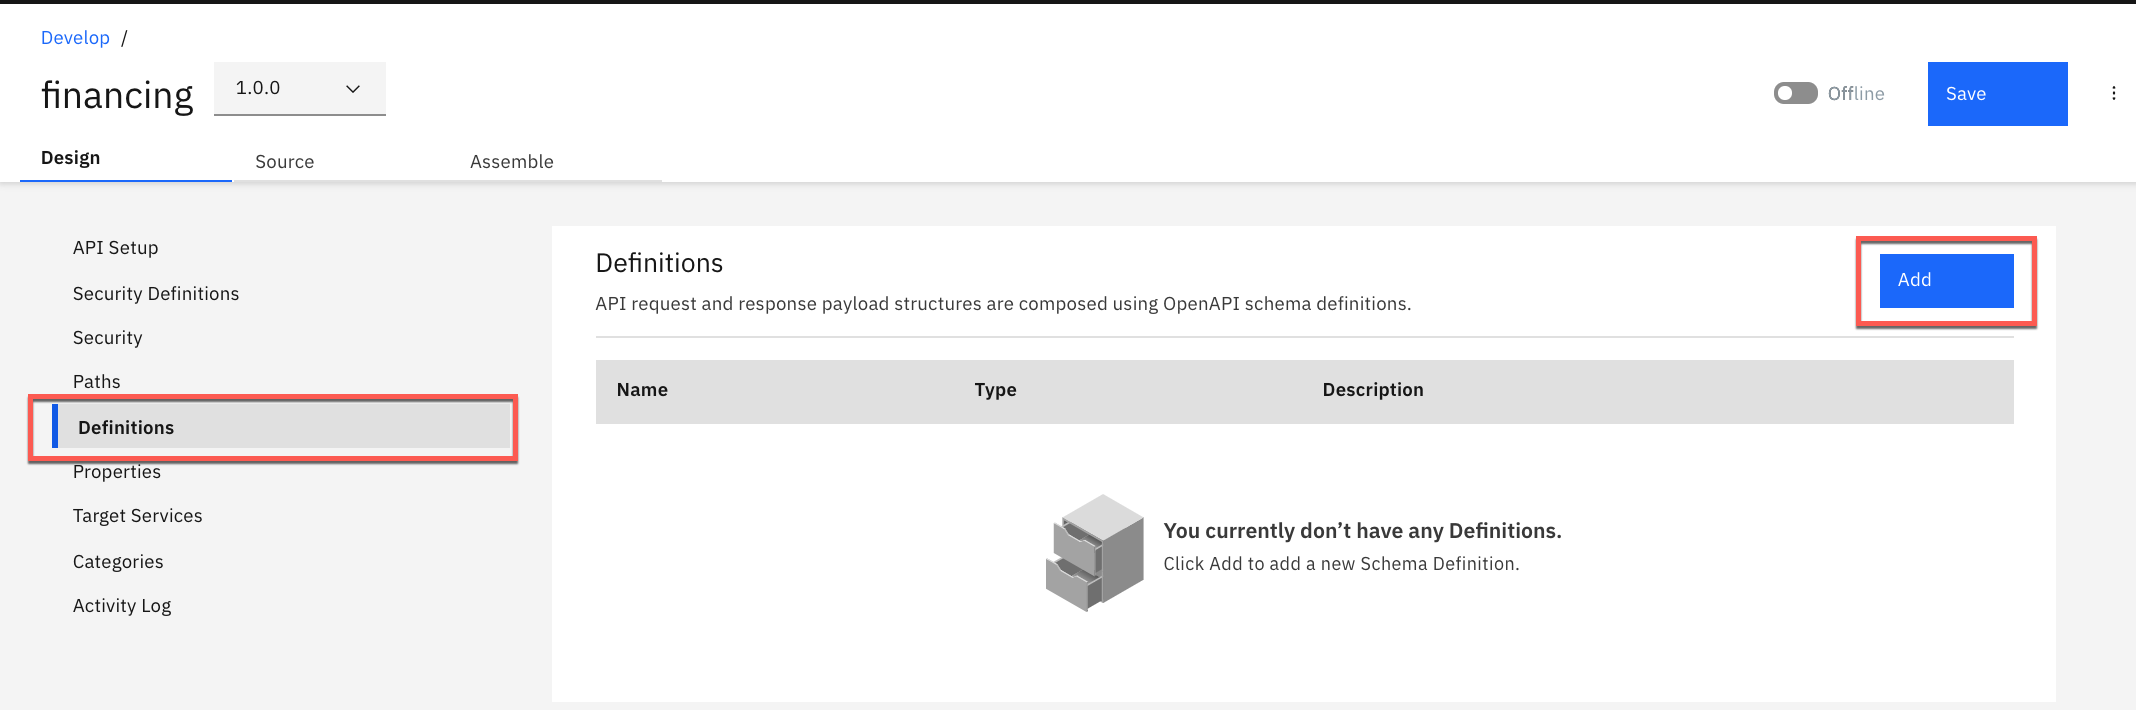 Develop /
financing 1.0.0
Offline Save
Design Source Assemble
API Setup
Security Definitions
Security
Paths
Definitions
Properties
Target Services
Categories
Activity Log
Definitions
Add
API request and response payload structures are composed using OpenAPI schema definitions.
Name Type Description
You currently don’t have any Definitions.
Click Add to add a new Schema Definition.